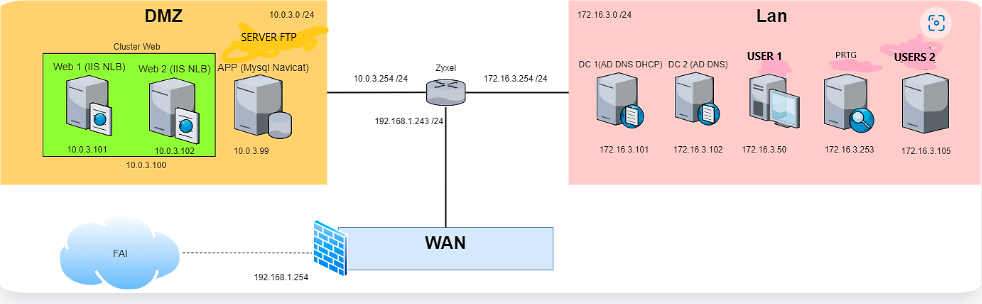 DMZ
10.0.3.0 /24
SERVER FTP
Cluster Web
Web 1 (IIS NLB)
Web 2 (IIS NLB)
APP (Mysql Navicat)
10.0.3.101
10.0.3.102
10.0.3.99
10.0.3.100
Zyxel
10.0.3.254 /24
172.16.3.254 /24
192.168.1.243 /24
172.16.3.0 /24
Lan
DC 1(AD DNS DHCP)
DC 2 (AD DNS)
USER 1
PRTG
USERS 2
172.16.3.101
172.16.3.102
172.16.3.50
172.16.3.253
172.16.3.105
FAI
WAN
192.168.1.254